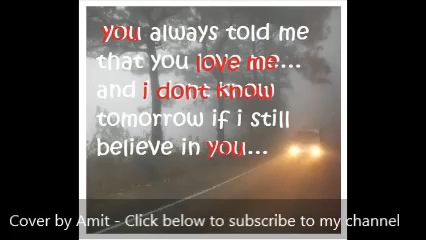 you always told me
that you love me...
and i dont know
tomorrow if i still
believe in you...
Cover by Amit - Click below to subscribe to my channel